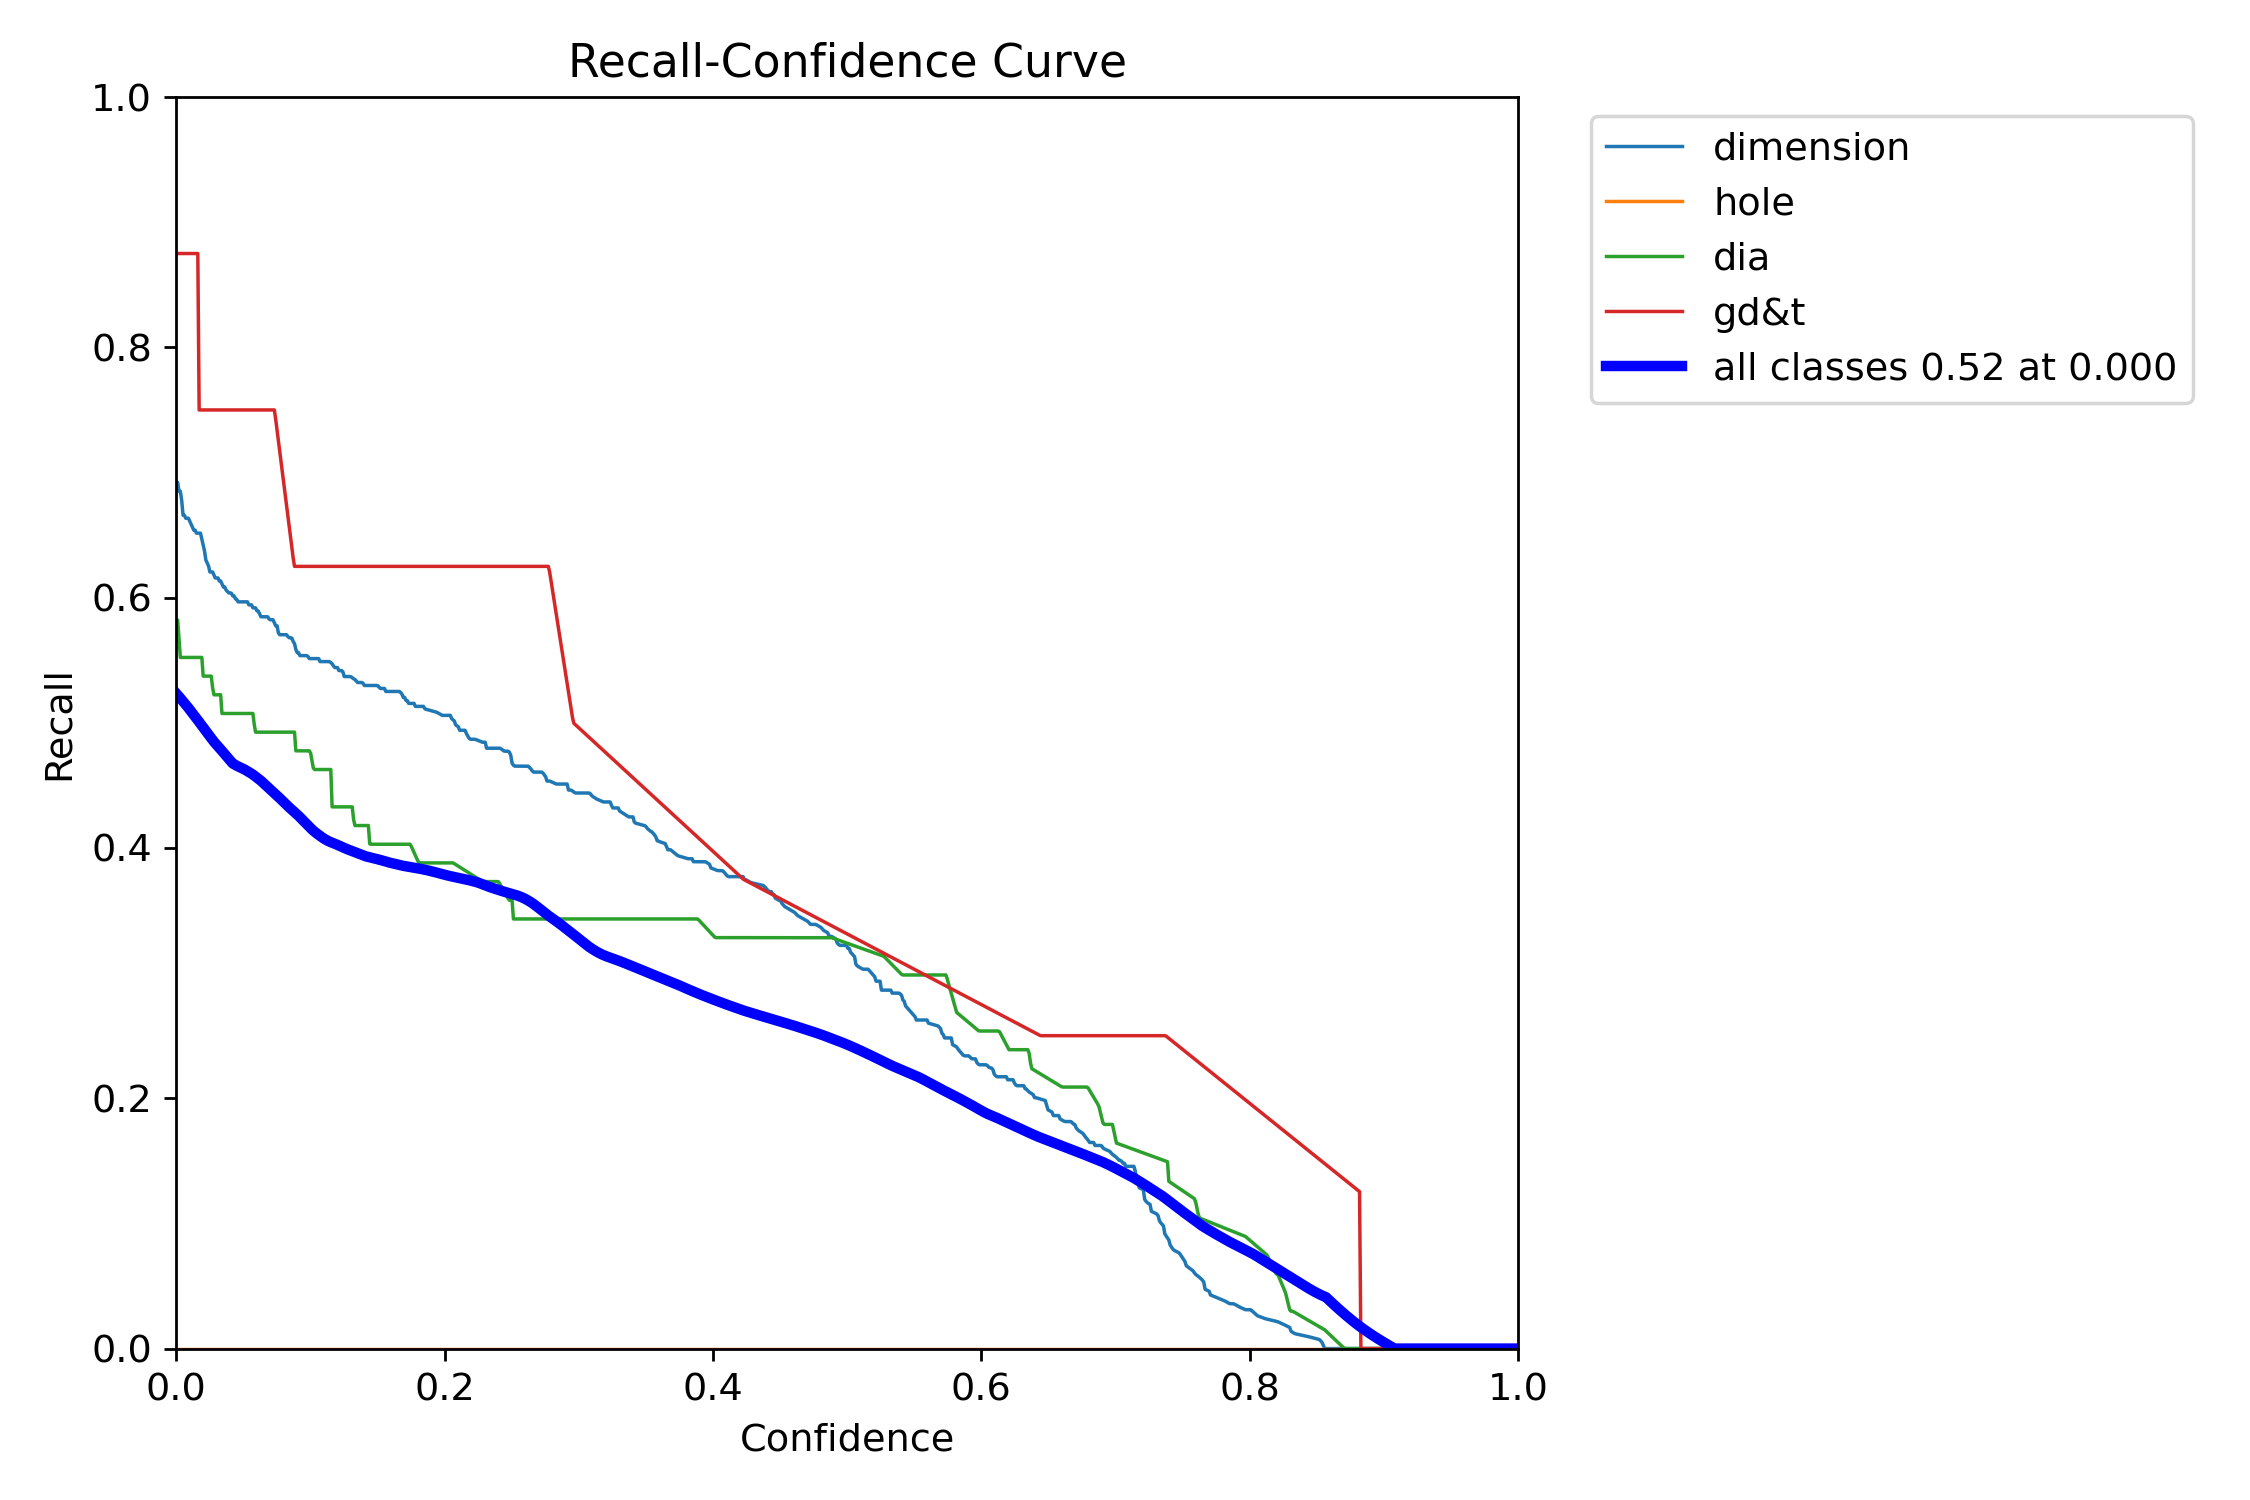 Recall-Confidence Curve
1.0
0.8
0.6
0.4
0.2
0.0
Recall
0.0 0.2 0.4 0.6 0.8 1.0
Confidence
dimension
hole
dia
gd&t
all classes 0.52 at 0.000